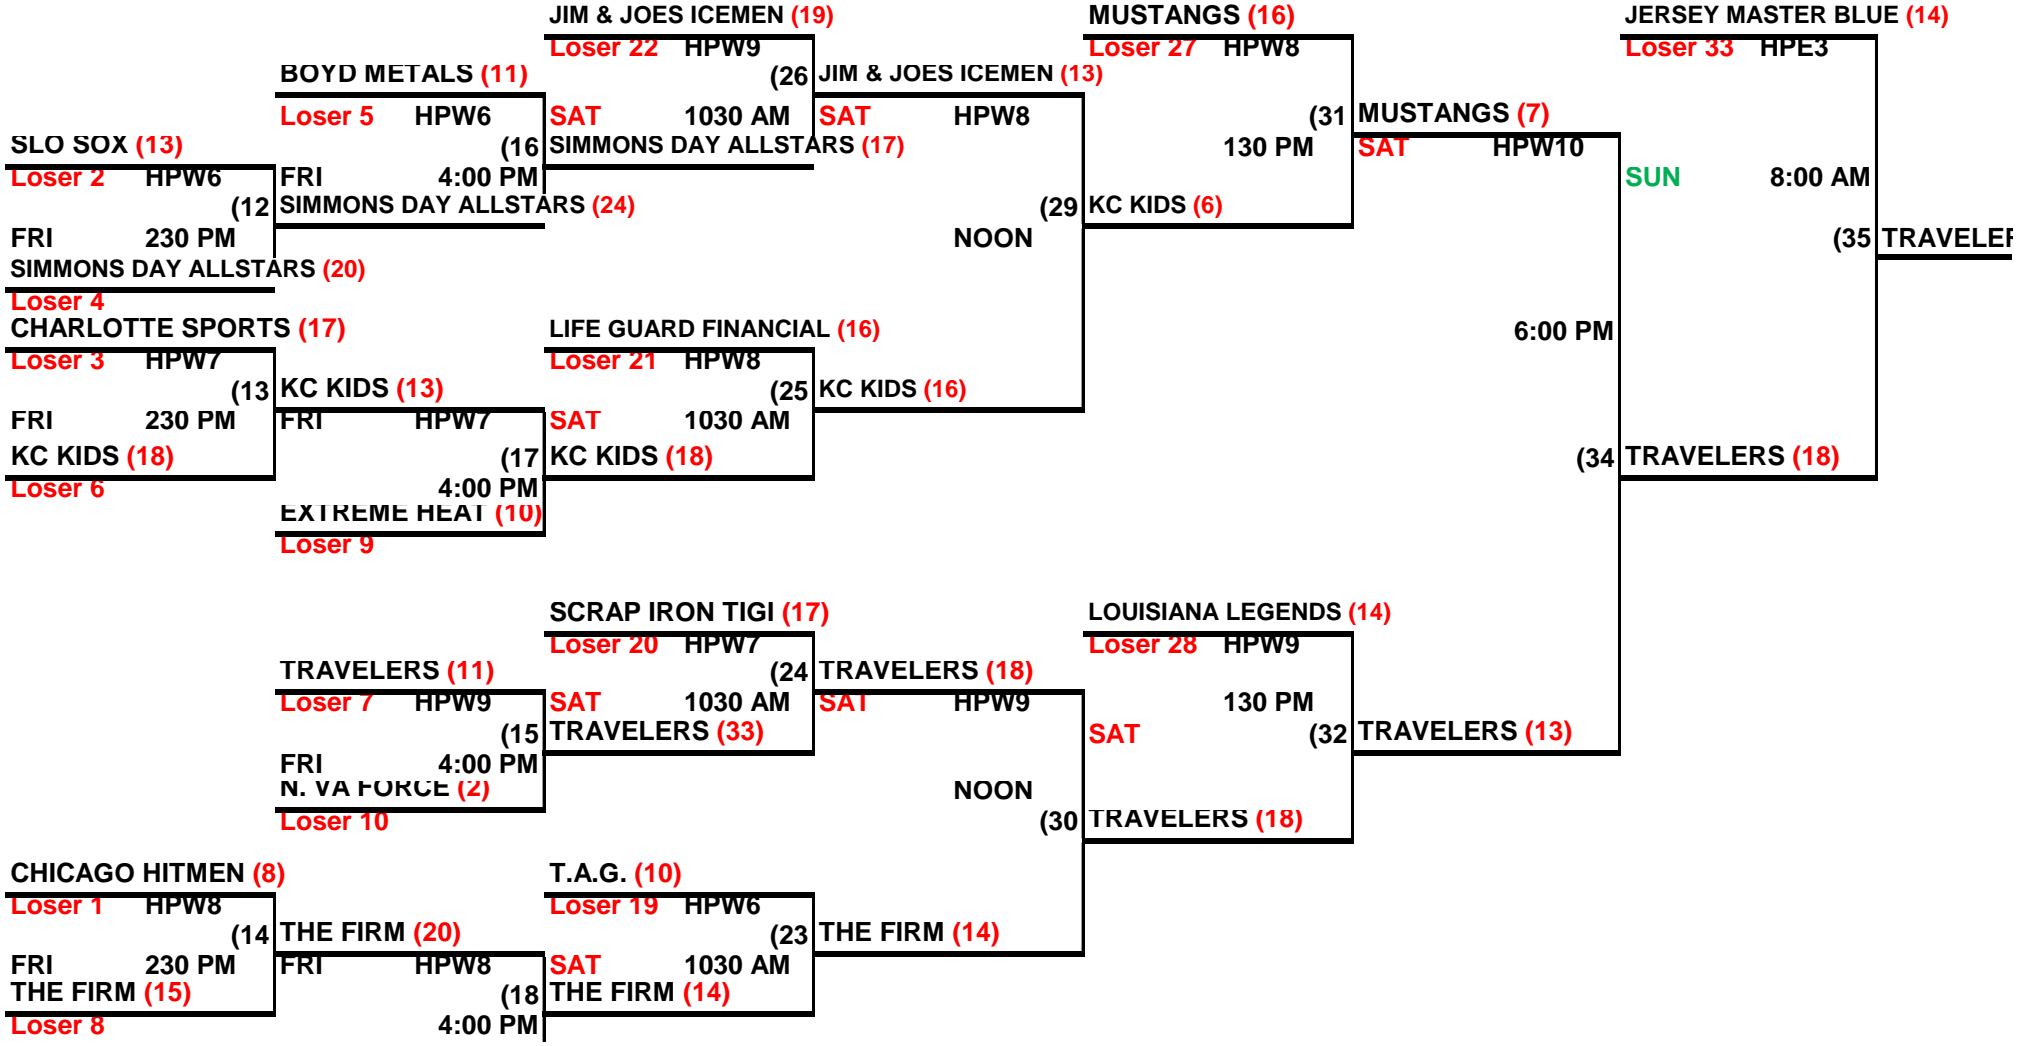 JIM & JOES ICEMEN (19)
MUSTANGS (16)
JERSEY MASTER BLUE (14)
Loser 22 HPW9
Loser 27 HPW8
Loser 33 HPE3
BOYD METALS (11)
(26 JIM & JOES ICEMEN (13)
Loser 5 HPW6
SAT 1030 AM
SAT HPW8
(31 MUSTANGS (7)
SLO SOX (13)
(16 SIMMONS DAY ALLSTARS (17)
130 PM
SAT HPW10
Loser 2 HPW6
FRI 4:00 PM
SUN 8:00 AM
(12 SIMMONS DAY ALLSTARS (24)
(29 KC KIDS (6)
FRI 230 PM
NOON
(35
SIMMONS DAY ALLSTARS (20)
Loser 4
CHARLOTTE SPORTS (17)
LIFE GUARD FINANCIAL (16)
6:00 PM
Loser 3 HPW7
Loser 21 HPW8
(13 KC KIDS (13)
(25 KC KIDS (16)
FRI 230 PM
FRI HPW7
SAT 1030 AM
KC KIDS (18)
(17 KC KIDS (18)
(34 TRAVELERS (18)
Loser 6
4:00 PM
EXTREME HEAT (10)
Loser 9
SCRAP IRON TIGI (17)
LOUISIANA LEGENDS (14)
Loser 20 HPW7
Loser 28 HPW9
TRAVELERS (11)
(24 TRAVELERS (18)
Loser 7 HPW9
SAT 1030 AM
SAT HPW9
130 PM
(15 TRAVELERS (33)
SAT
(32 TRAVELERS (13)
FRI 4:00 PM
N. VA FORCE (2)
NOON
Loser 10
(30 TRAVELERS (18)
CHICAGO HITMEN (8)
T.A.G. (10)
Loser 1 HPW8
Loser 19 HPW6
(14 THE FIRM (20)
(23 THE FIRM (14)
FRI 230 PM
FRI HPW8
SAT 1030 AM
THE FIRM (15)
(18 THE FIRM (14)
Loser 8
4:00 PM